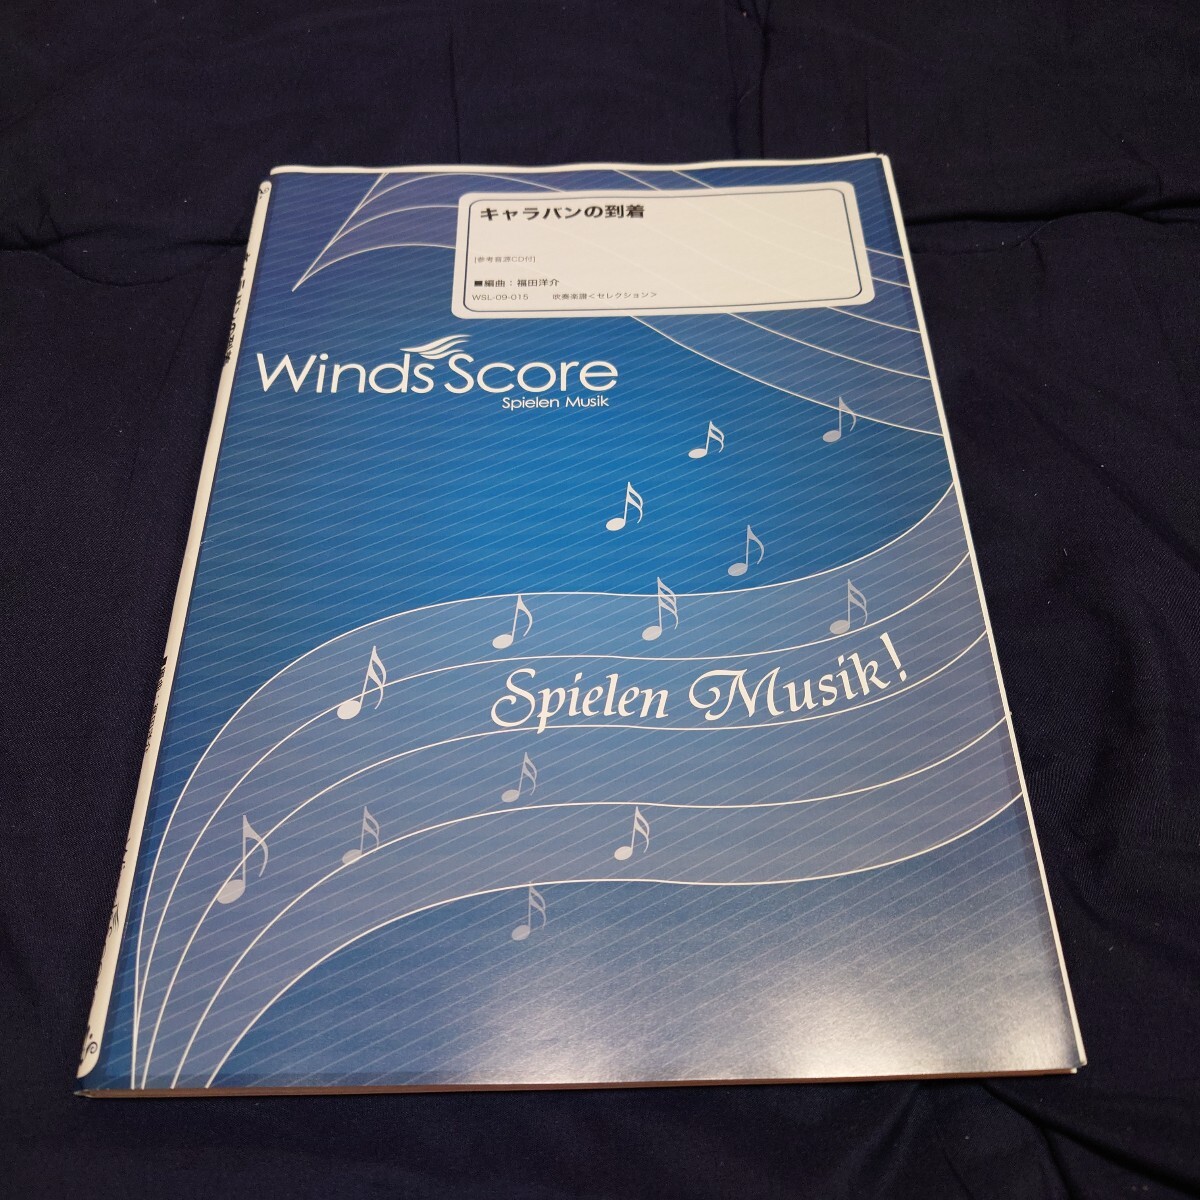 キャラバンの到着
[参考音源CD付]
■編曲：福田洋介
WSL-09-015 吹奏楽譜＜セレクション＞
Winds Score
Spielen Musik
Spielen Musik!